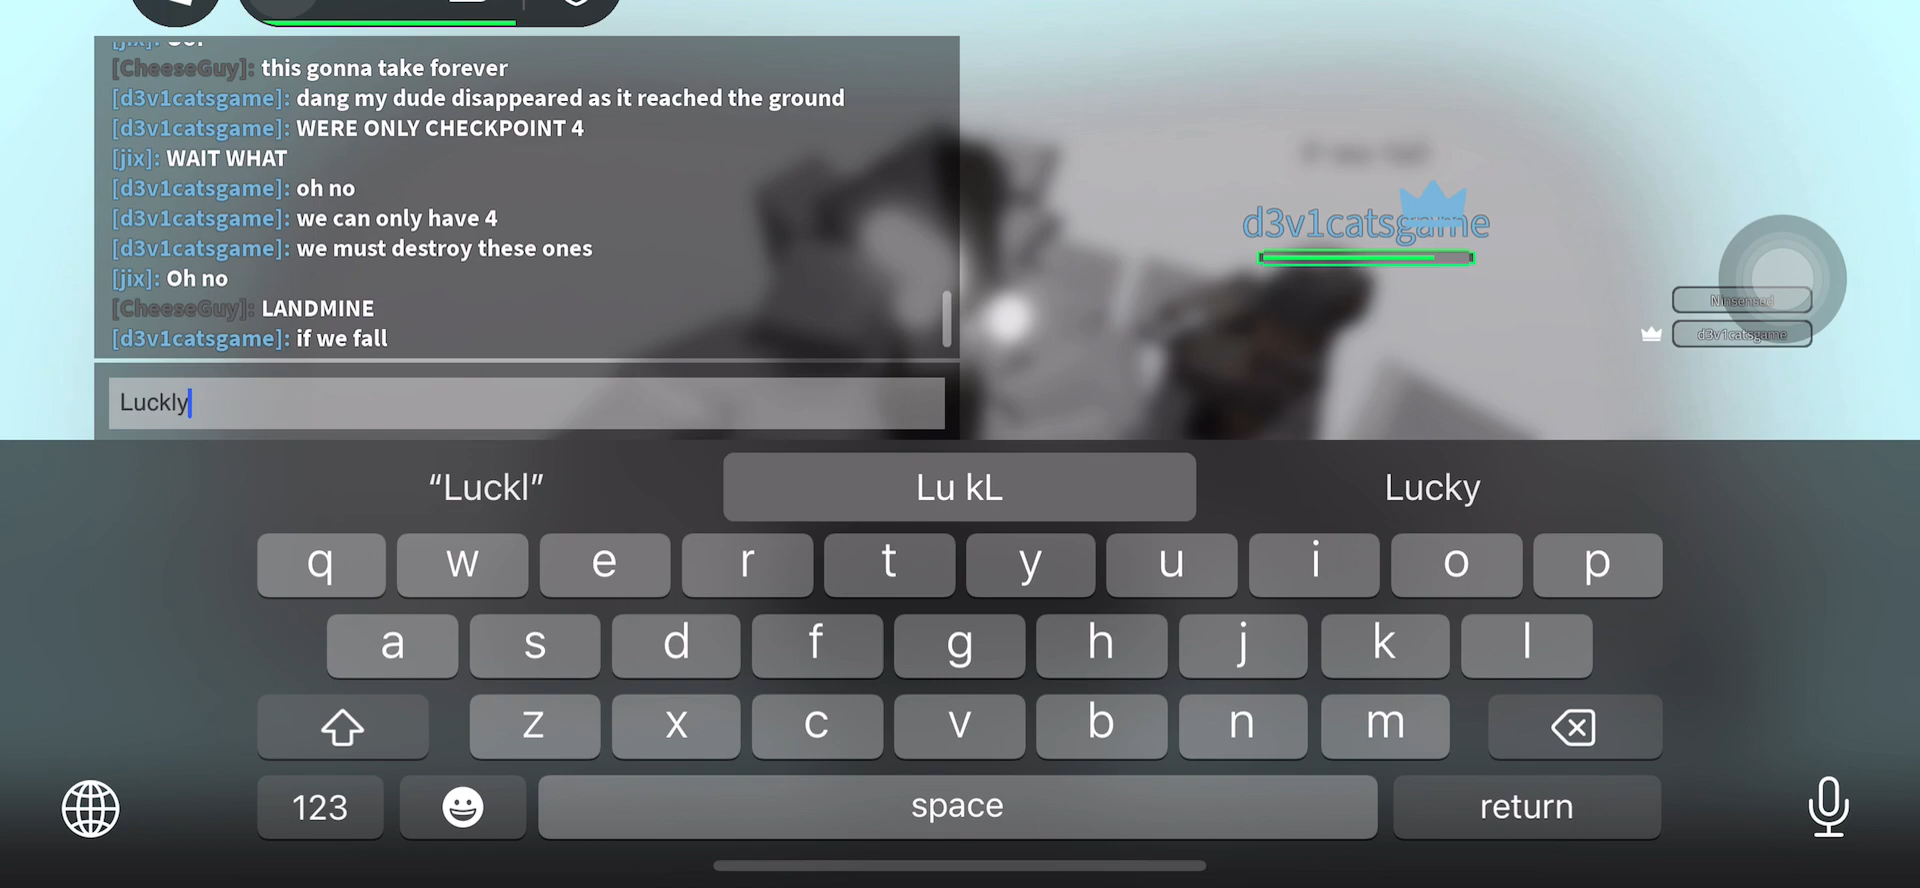 [CheeseGuy]: this gonna take forever
[d3v1catsgame]: dang my dude disappeared as it reached the ground
[d3v1catsgame]: WERE ONLY CHECKPOINT 4
[jix]: WAIT WHAT
[d3v1catsgame]: oh no
[d3v1catsgame]: we can only have 4
[d3v1catsgame]: we must destroy these ones
[jix]: Oh no
[CheeseGuy]: LANDMINE
[d3v1catsgame]: if we fall
d3v1catsgame
Ninsensed
d3v1catsgame
Luckly
“Luckl” Lu kL Lucky
q w e r t y u i o p
a s d f g h j k l
z x c v b n m
123 space return